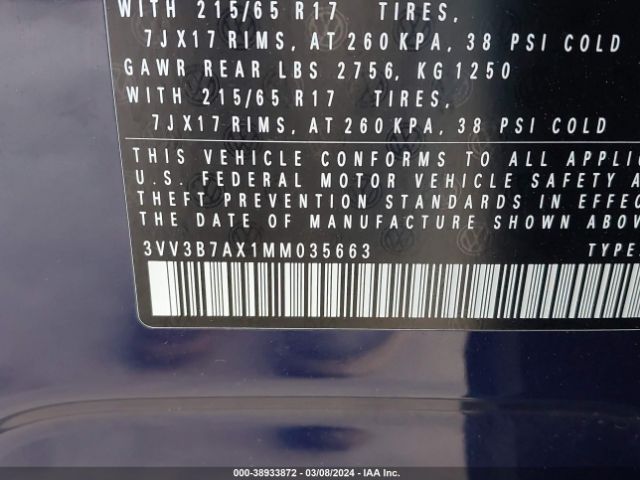 WITH 215/65 R17 TIRES,
7JX17 RIMS, AT 260 KPA, 38 PSI COLD
GAWR REAR LBS 2756, KG 1250
WITH 215/65 R17 TIRES,
7JX17 RIMS, AT 260 KPA, 38 PSI COLD
THIS VEHICLE CONFORMS TO ALL APPLIC
U.S. FEDERAL MOTOR VEHICLE SAFETY A
THEFT PREVENTION STANDARDS IN EFFEC
THE DATE OF MANUFACTURE SHOWN ABOV
3VV3B7AX1MM035663 TYPE:
000-38933872 - 03/08/2024 - IAA Inc.